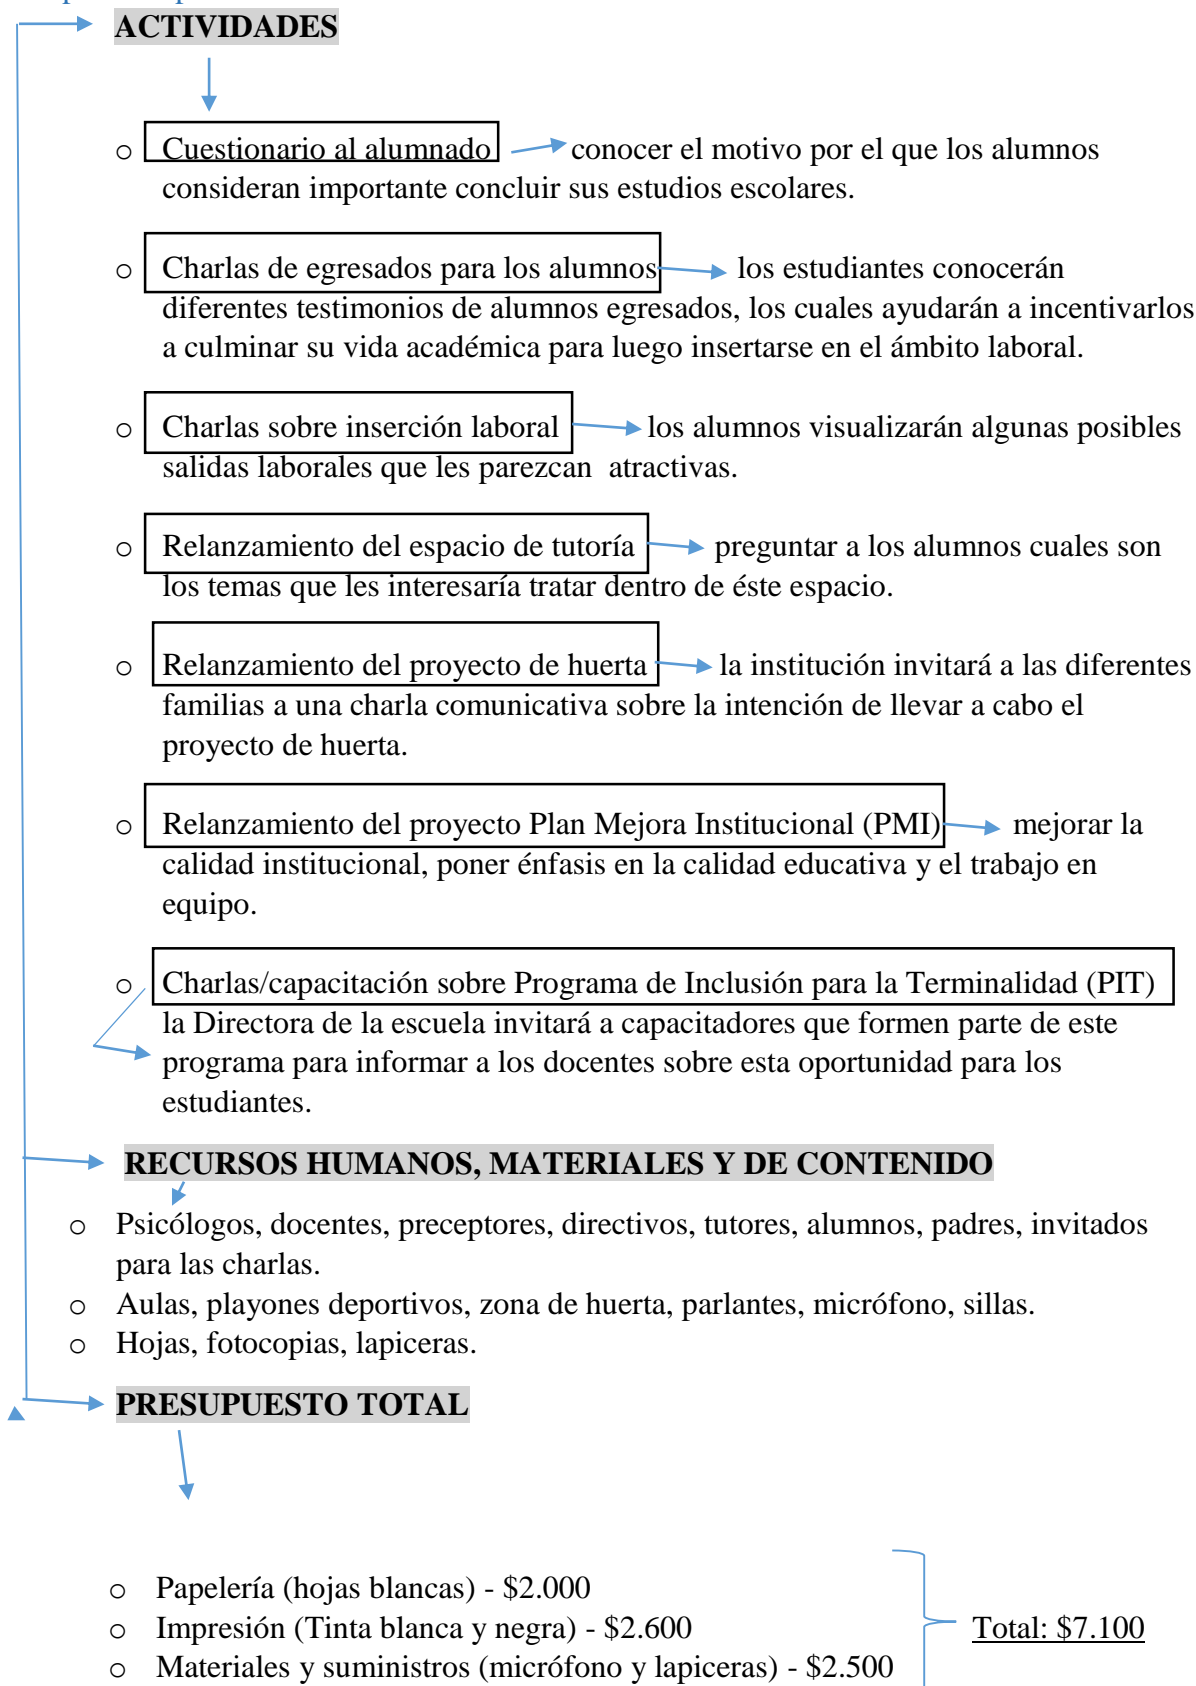 ACTIVIDADES
o Cuestionario al alumnado conocer el motivo por el que los alumnos
consideran importante concluir sus estudios escolares.
o Charlas de egresados para los alumnos los estudiantes conocerán
diferentes testimonios de alumnos egresados, los cuales ayudarán a incentivarlos
a culminar su vida académica para luego insertarse en el ámbito laboral.
o Charlas sobre inserción laboral los alumnos visualizarán algunas posibles
salidas laborales que les parezcan atractivas.
o Relanzamiento del espacio de tutoría preguntar a los alumnos cuales son
los temas que les interesaría tratar dentro de éste espacio.
o Relanzamiento del proyecto de huerta la institución invitará a las diferentes
familias a una charla comunicativa sobre la intención de llevar a cabo el
proyecto de huerta.
o Relanzamiento del proyecto Plan Mejora Institucional (PMI) mejorar la
calidad institucional, poner énfasis en la calidad educativa y el trabajo en
equipo.
o Charlas/capacitación sobre Programa de Inclusión para la Terminalidad (PIT)
la Directora de la escuela invitará a capacitadores que formen parte de este
programa para informar a los docentes sobre esta oportunidad para los
estudiantes.
RECURSOS HUMANOS, MATERIALES Y DE CONTENIDO
o Psicólogos, docentes, preceptores, directivos, tutores, alumnos, padres, invitados
para las charlas.
o Aulas, playones deportivos, zona de huerta, parlantes, micrófono, sillas.
o Hojas, fotocopias, lapiceras.
PRESUPUESTO TOTAL
o Papelería (hojas blancas) - $2.000
o Impresión (Tinta blanca y negra) - $2.600 Total: $7.100
o Materiales y suministros (micrófono y lapiceras) - $2.500